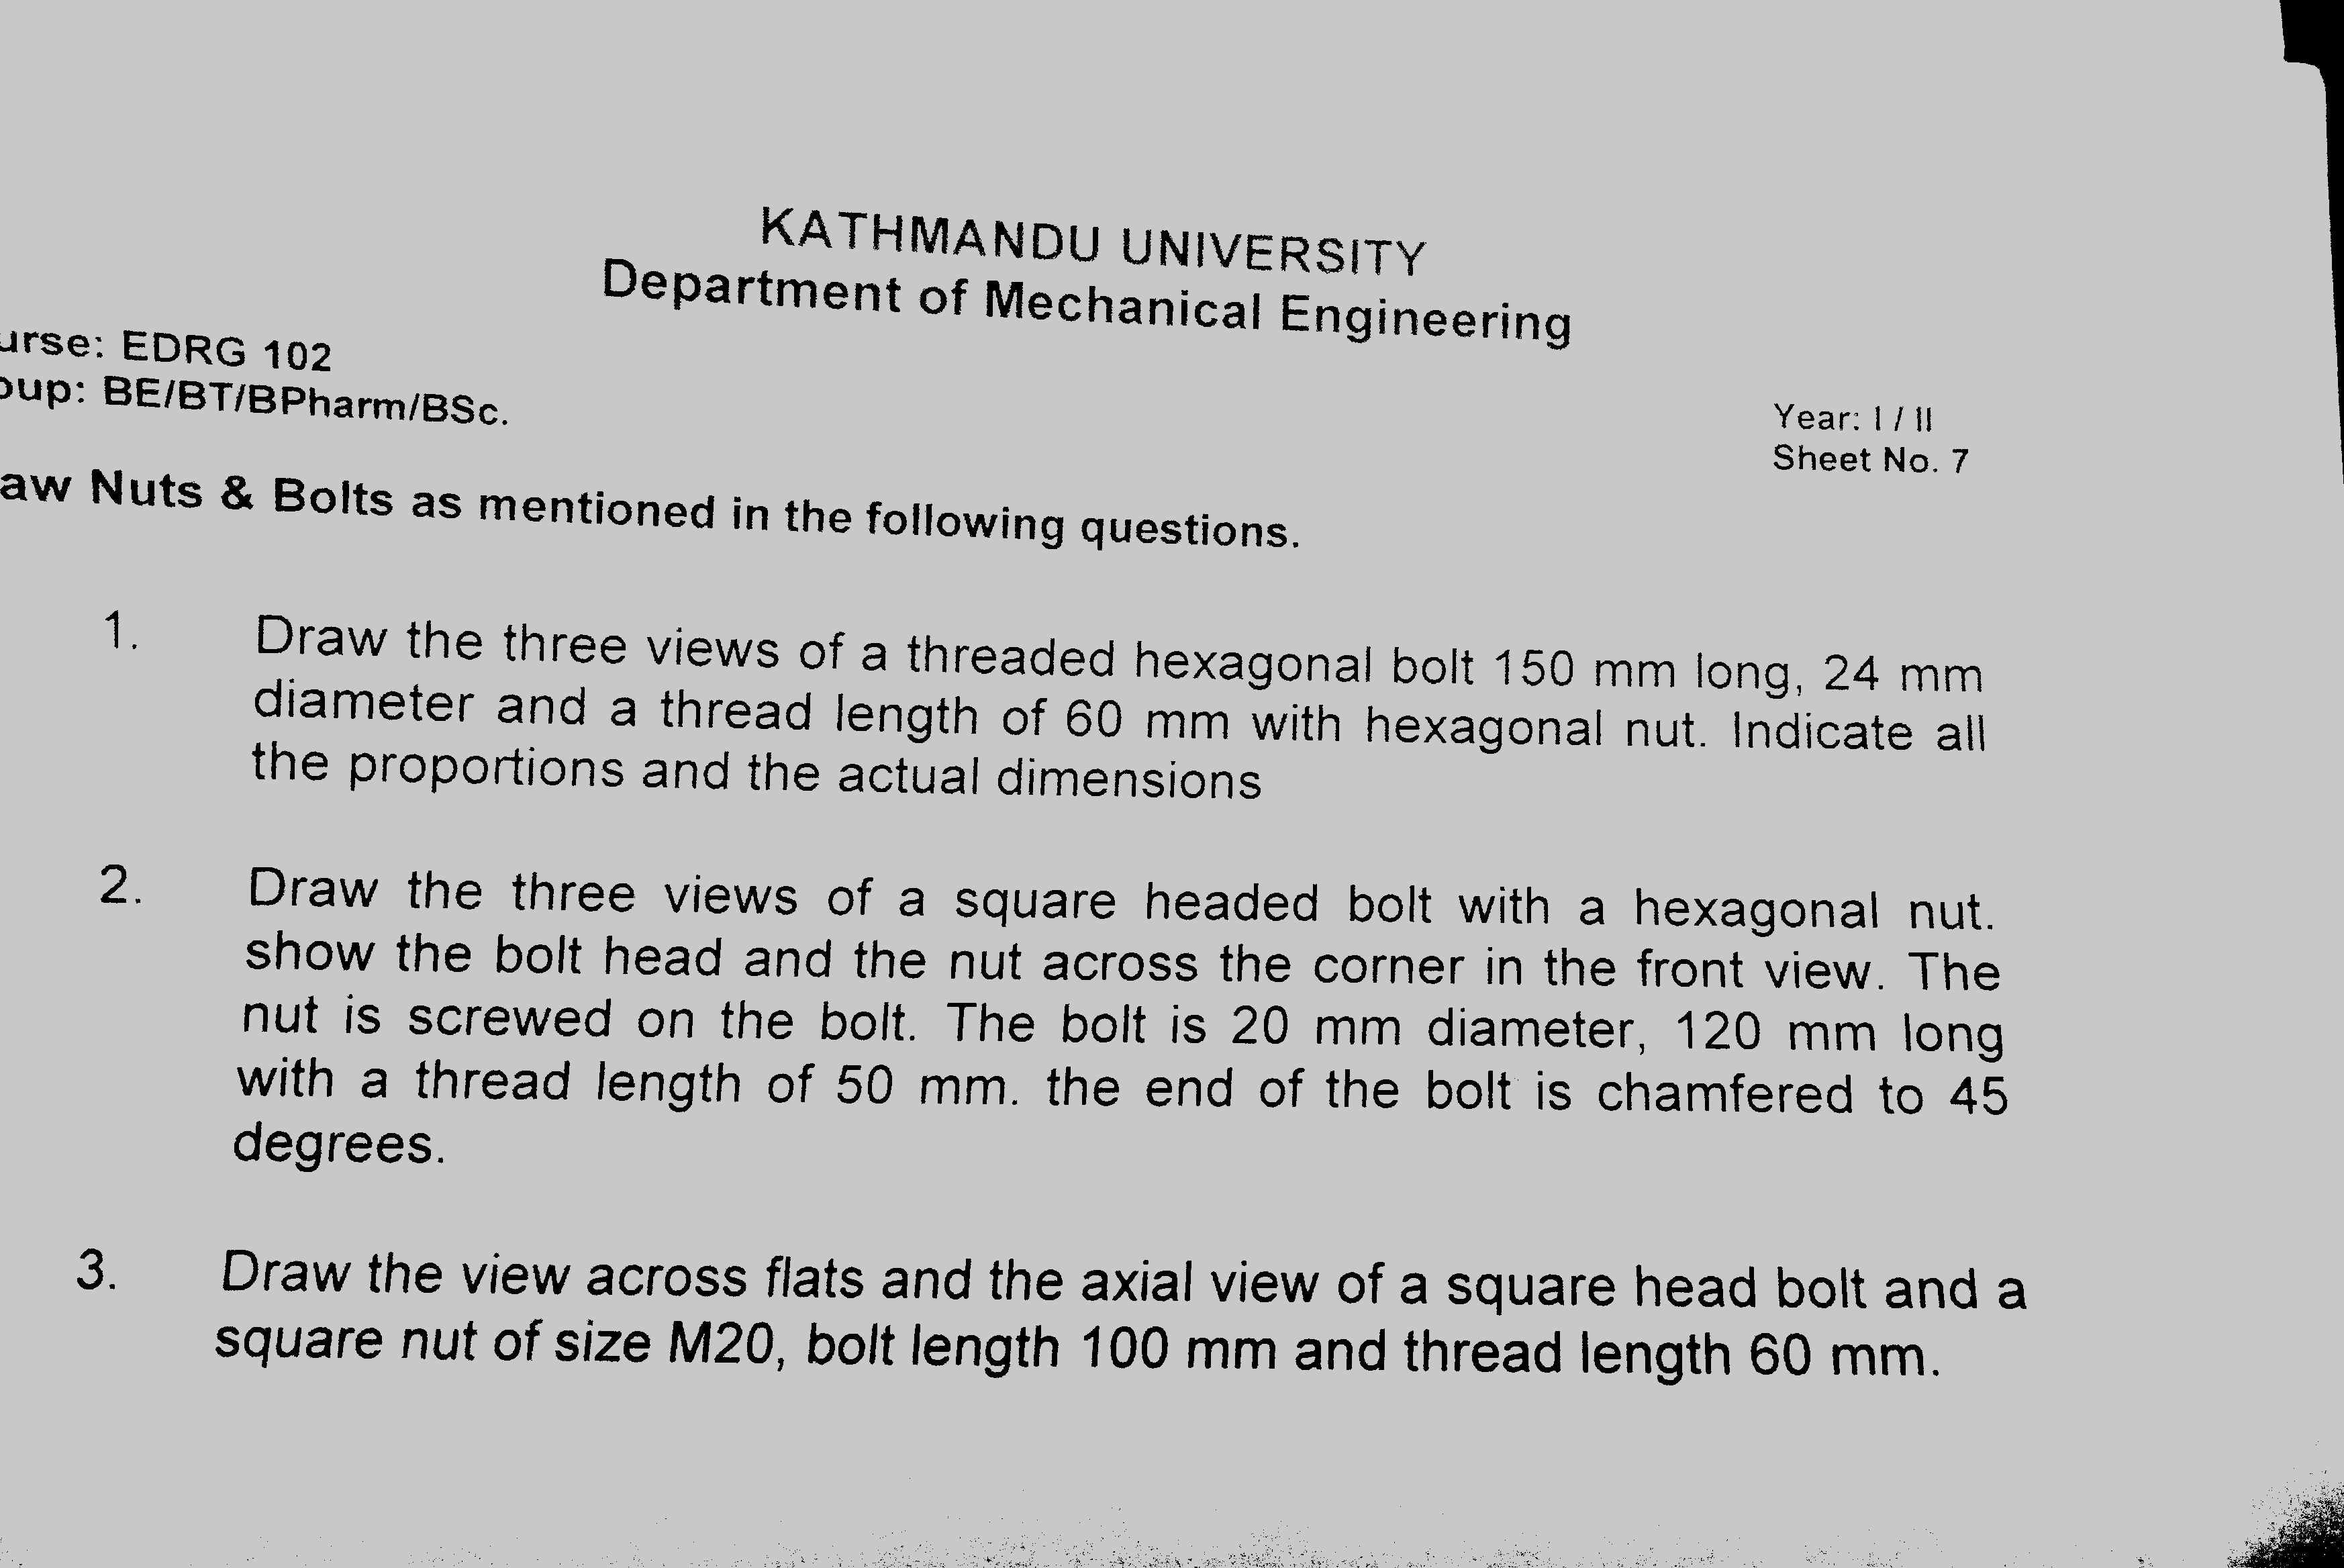 KATHMANDU UNIVERSITY
Department of Mechanical Engineering
urse: EDRG 102
oup: BE/BT/BPharm/BSc.
Year: I / II
Sheet No. 7
aw Nuts & Bolts as mentioned in the following questions.
1. Draw the three views of a threaded hexagonal bolt 150 mm long, 24 mm
diameter and a thread length of 60 mm with hexagonal nut. Indicate all
the proportions and the actual dimensions
2. Draw the three views of a square headed bolt with a hexagonal nut.
show the bolt head and the nut across the corner in the front view. The
nut is screwed on the bolt. The bolt is 20 mm diameter, 120 mm long
with a thread length of 50 mm. the end of the bolt is chamfered to 45
degrees.
3. Draw the view across flats and the axial view of a square head bolt and a
square nut of size M20, bolt length 100 mm and thread length 60 mm.